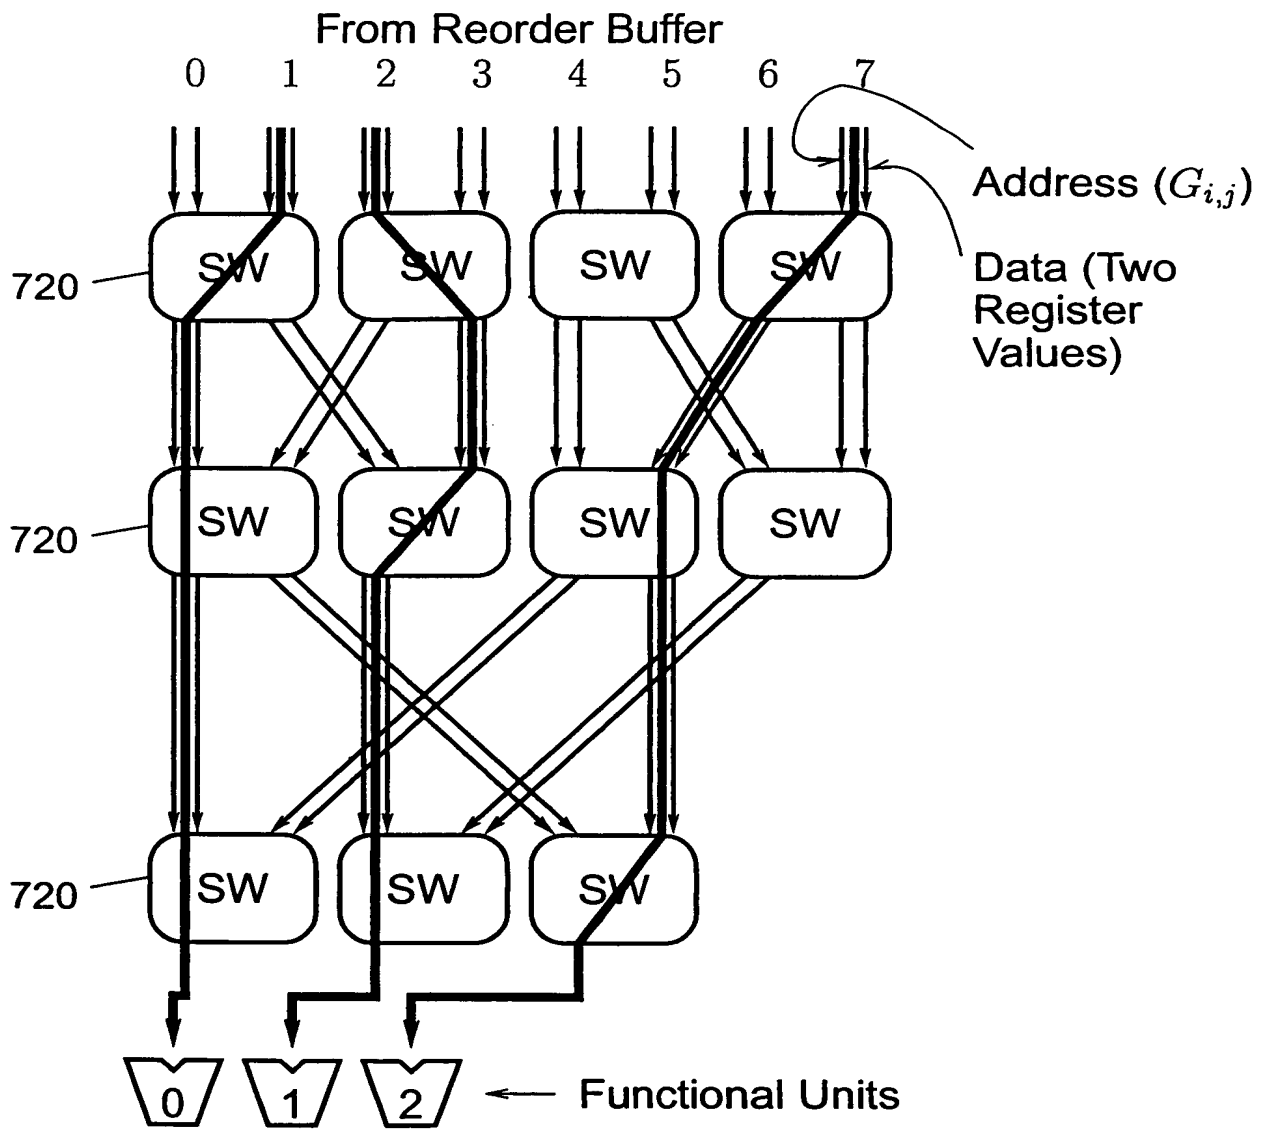 From Reorder Buffer
0 1 2 3 4 5 6 7
Address (G_{i,j})
Data (Two
Register
Values)
720
SW SW SW SW
720
SW SW SW SW
720
SW SW SW
0 1 2
Functional Units